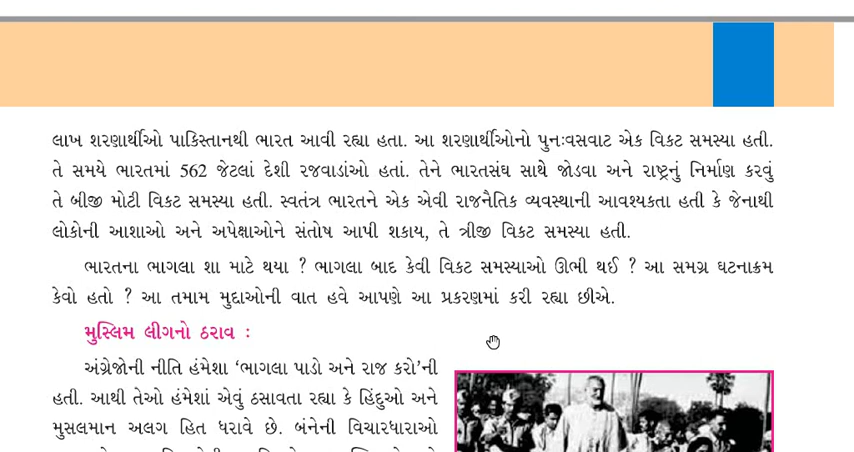 લાખ શરણાર્થીઓ પાકિસ્તાનથી ભારત આવી રહ્યા હતા. આ શરણાર્થીઓનો પુનઃવસવાટ એક વિકટ સમસ્યા હતી.
તે સમયે ભારતમાં 562 જેટલાં દેશી રજવાડાંઓ હતાં. તેને ભારતસંઘ સાથે જોડવા અને રાષ્ટ્રનું નિર્માણ કરવું
તે બીજી મોટી વિકટ સમસ્યા હતી. સ્વતંત્ર ભારતને એક એવી રાજનૈતિક વ્યવસ્થાની આવશ્યકતા હતી કે જેનાથી
લોકોની આશાઓ અને અપેક્ષાઓને સંતોષ આપી શકાય, તે ત્રીજી વિકટ સમસ્યા હતી.
ભારતના ભાગલા શા માટે થયા ? ભાગલા બાદ કેવી વિકટ સમસ્યાઓ ઊભી થઈ ? આ સમગ્ર ઘટનાક્રમ
કેવો હતો ? આ તમામ મુદ્દાઓની વાત હવે આપણે આ પ્રકરણમાં કરી રહ્યા છીએ.
મુસ્લિમ લીગનો ઠરાવ :
અંગ્રેજોની નીતિ હંમેશા ‘ભાગલા પાડો અને રાજ કરો’ની
હતી. આથી તેઓ હંમેશાં એવું ઠસાવતા રહ્યા કે હિંદુઓ અને
મુસલમાન અલગ હિત ધરાવે છે. બંનેની વિચારધારાઓ